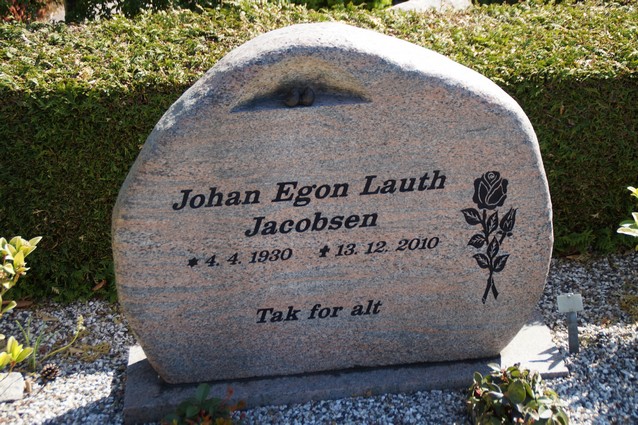 Johan Egon Lauth
Jacobsen
* 4. 4. 1930 ✝ 13. 12. 2010
Tak for alt